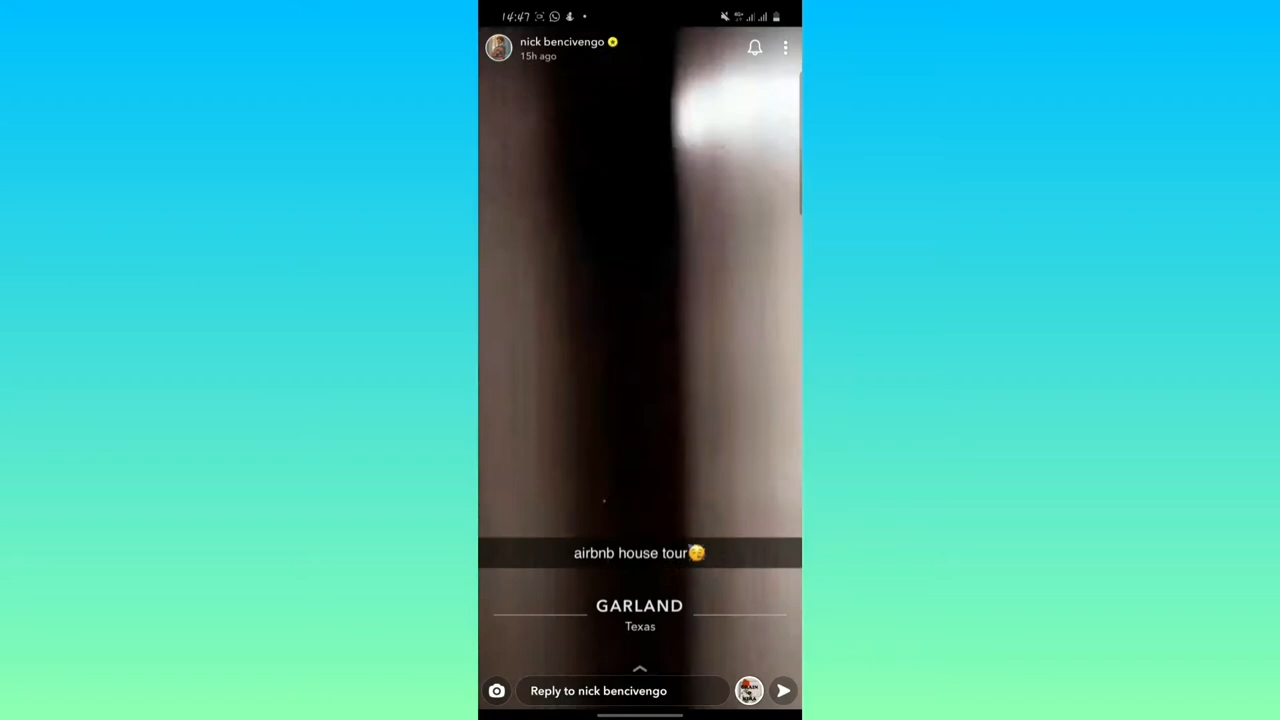 14:47
nick bencivengo
15h ago
airbnb house tour🥳
GARLAND
Texas
Reply to nick bencivengo